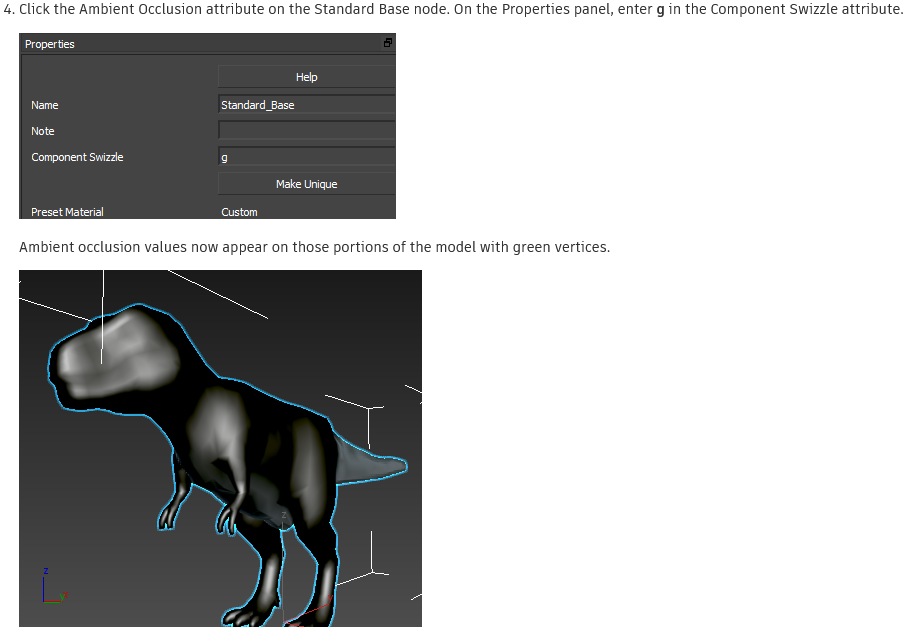 4. Click the Ambient Occlusion attribute on the Standard Base node. On the Properties panel, enter g in the Component Swizzle attribute.
Properties
Help
Name Standard_Base
Note
Component Swizzle g
Make Unique
Preset Material Custom
Ambient occlusion values now appear on those portions of the model with green vertices.
Z
Z